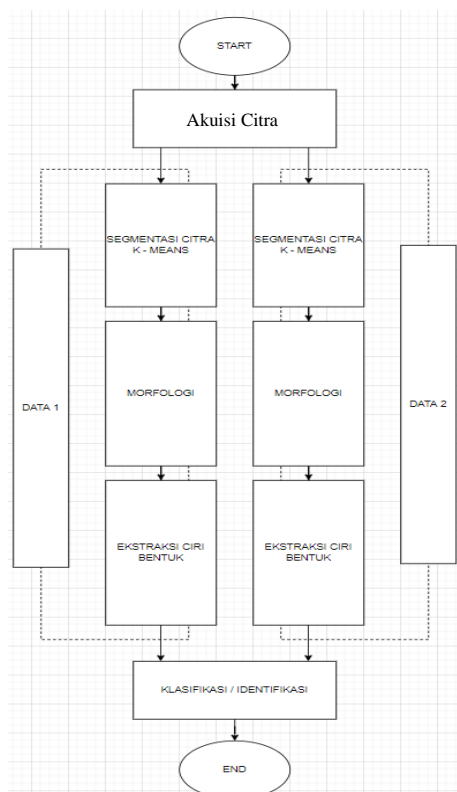 START
Akuisi Citra
SEGMENTASI CITRA
K - MEANS
SEGMENTASI CITRA
K - MEANS
DATA 1
MORFOLOGI
MORFOLOGI
DATA 2
EKSTRAKSI CIRI
BENTUK
EKSTRAKSI CIRI
BENTUK
KLASIFIKASI / IDENTIFIKASI
END